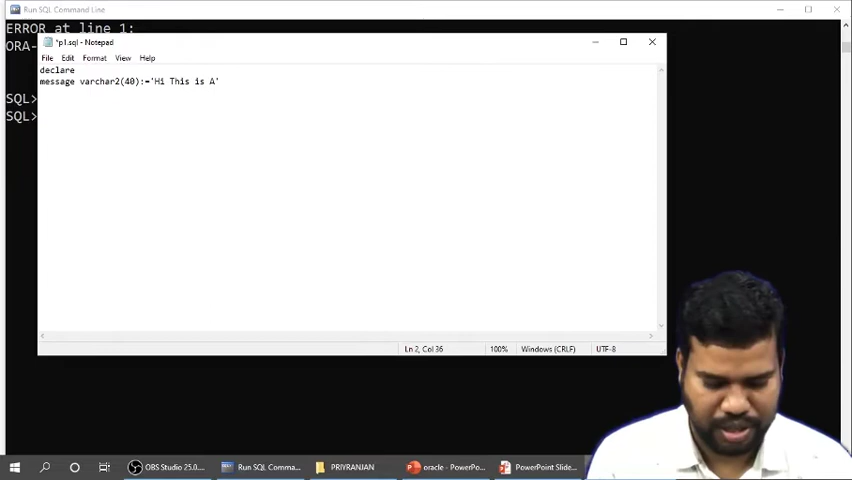 Run SQL Command Line
ERROR at line 1:
ORA-
*p1.sql - Notepad
File Edit Format View Help
declare
message varchar2(40):='Hi This is A'
SQL>
SQL>
Ln 2, Col 36 100% Windows (CRLF) UTF-8
OBS Studio 25.0.... Run SQL Comma... PRIYRANJAN oracle - PowerPo... PowerPoint Slide...